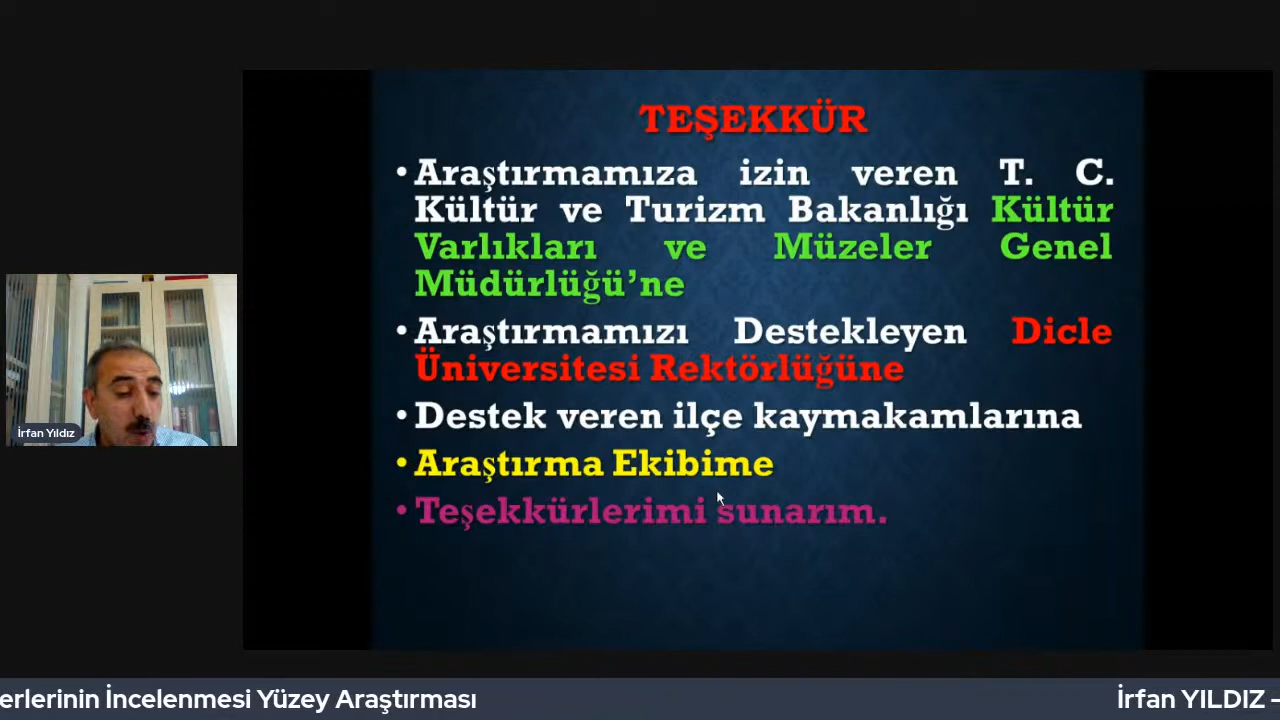 TEŞEKKÜR
• Araştırmamıza izin veren T. C.
Kültür ve Turizm Bakanlığı Kültür
Varlıkları ve Müzeler Genel
Müdürlüğü’ne
• Araştırmamızı Destekleyen Dicle
Üniversitesi Rektörlüğüne
• Destek veren ilçe kaymakamlarına
• Araştırma Ekibime
• Teşekkürlerimi sunarım.
İrfan Yıldız
erlerinin İncelenmesi Yüzey Araştırması
İrfan YILDIZ -